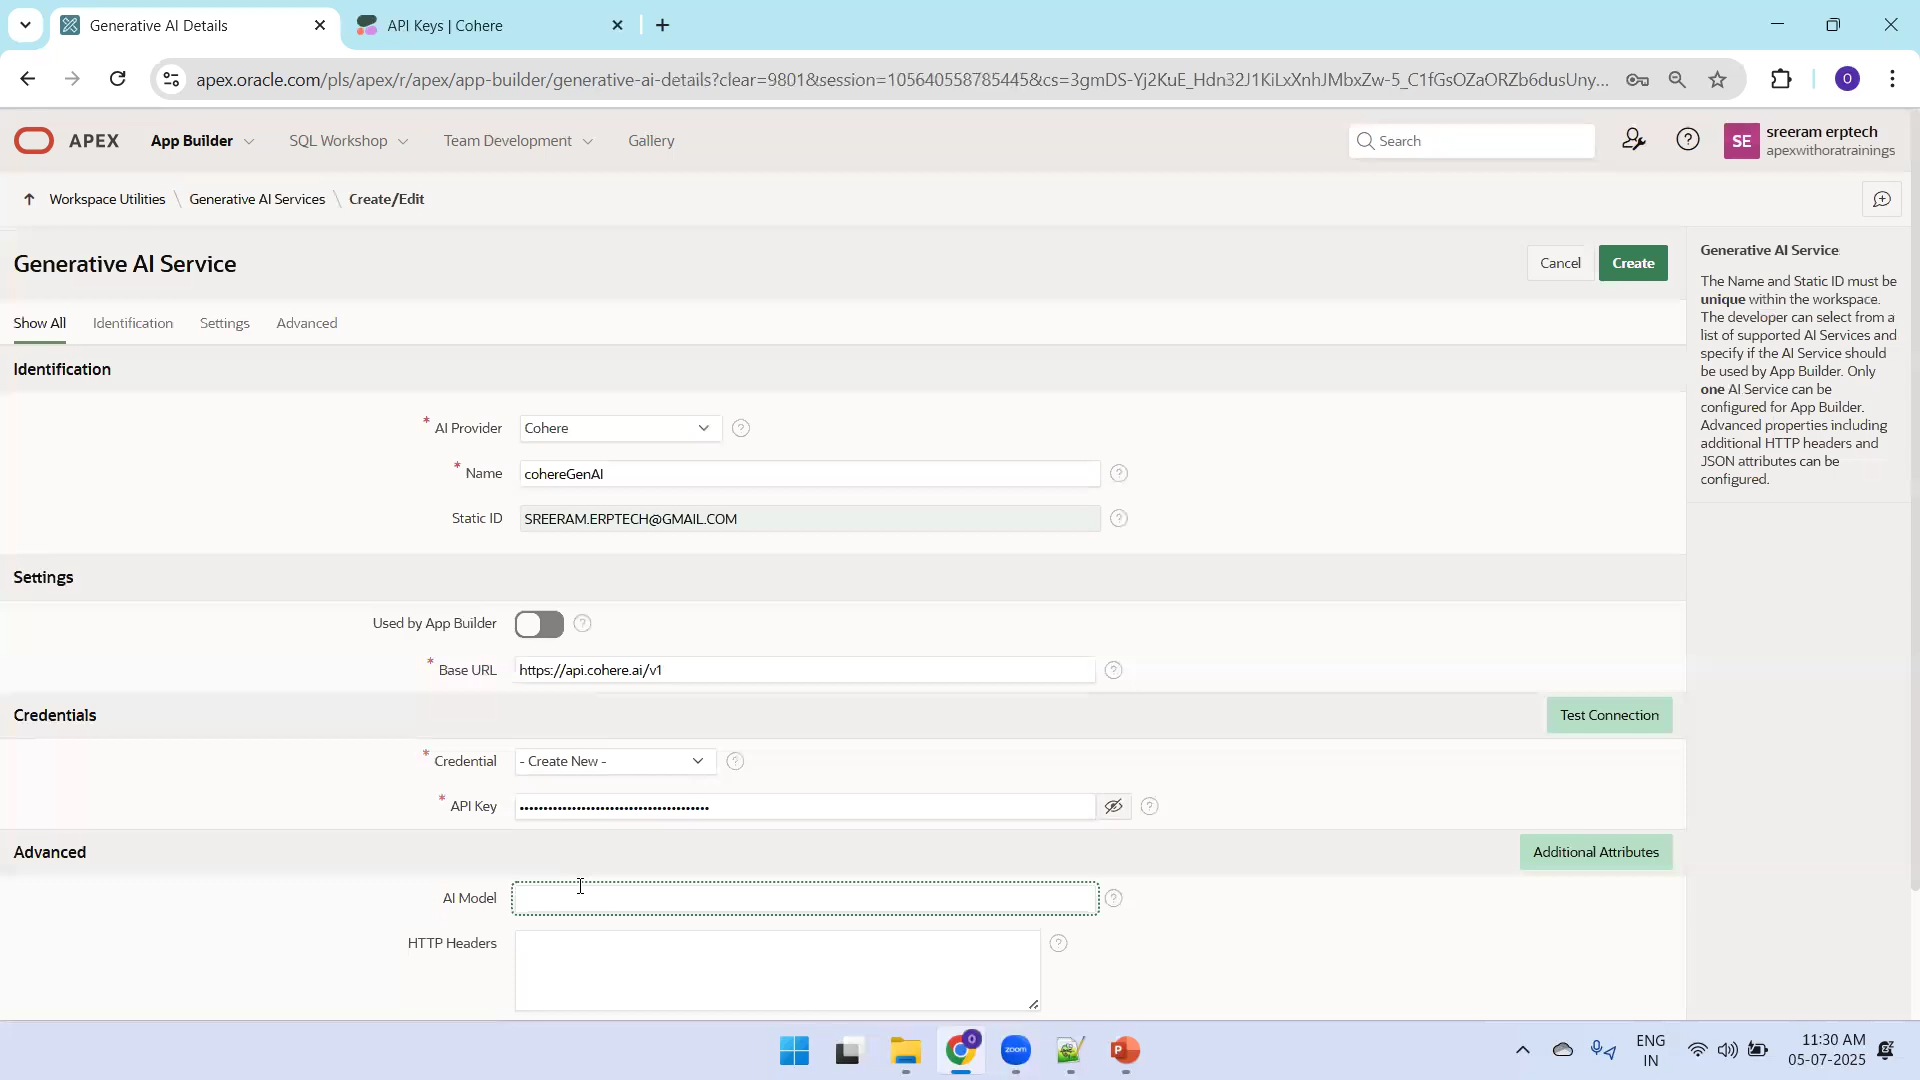 Generative AI Details
API Keys | Cohere
apex.oracle.com/pls/apex/r/apex/app-builder/generative-ai-details?clear=9801&session=105640558785445&cs=3gmDS-Yj2KuE_Hdn32J1KiLxXnhJMbxZw-5_C1fGsOZaORZb6dusUny...
O
APEX
App Builder
SQL Workshop
Team Development
Gallery
Search
SE
sreeram erptech
apexwithoratrainings
Workspace Utilities \ Generative AI Services \ Create/Edit
Generative AI Service
Cancel
Create
Show All
Identification
Settings
Advanced
Identification
* AI Provider
Cohere
* Name
cohereGenAI
Static ID
SREERAM.ERPTECH@GMAIL.COM
Settings
Used by App Builder
* Base URL
https://api.cohere.ai/v1
Credentials
Test Connection
* Credential
- Create New -
* API Key
Advanced
Additional Attributes
AI Model
HTTP Headers
Generative AI Service
The Name and Static ID must be
unique within the workspace.
The developer can select from a
list of supported AI Services and
specify if the AI Service should
be used by App Builder. Only
one AI Service can be
configured for App Builder.
Advanced properties including
additional HTTP headers and
JSON attributes can be
configured.
zoom
ENG
IN
11:30 AM
05-07-2025